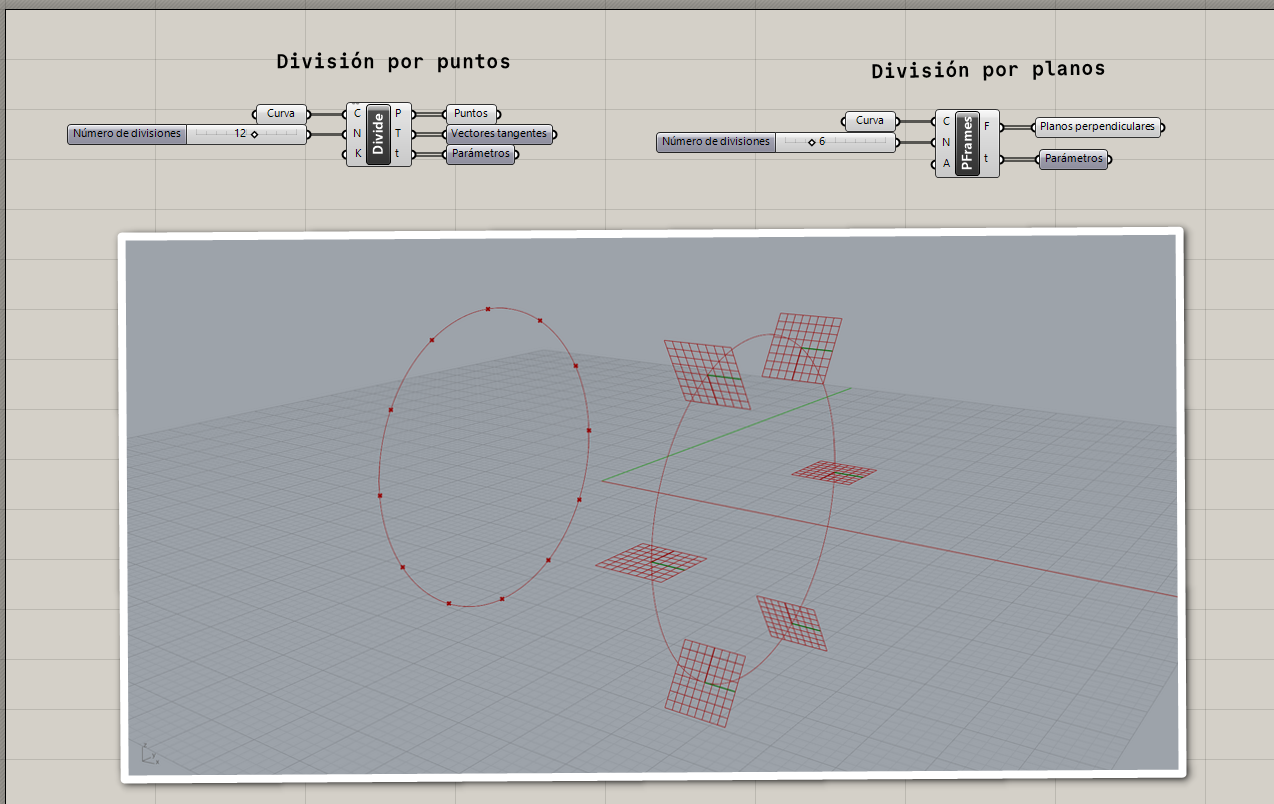 División por puntos
Curva
Número de divisiones 12
C
N
K
Divide
P
T
t
Puntos
Vectores tangentes
Parámetros
División por planos
Curva
Número de divisiones 6
C
N
A
PFrames
F
t
Planos perpendiculares
Parámetros